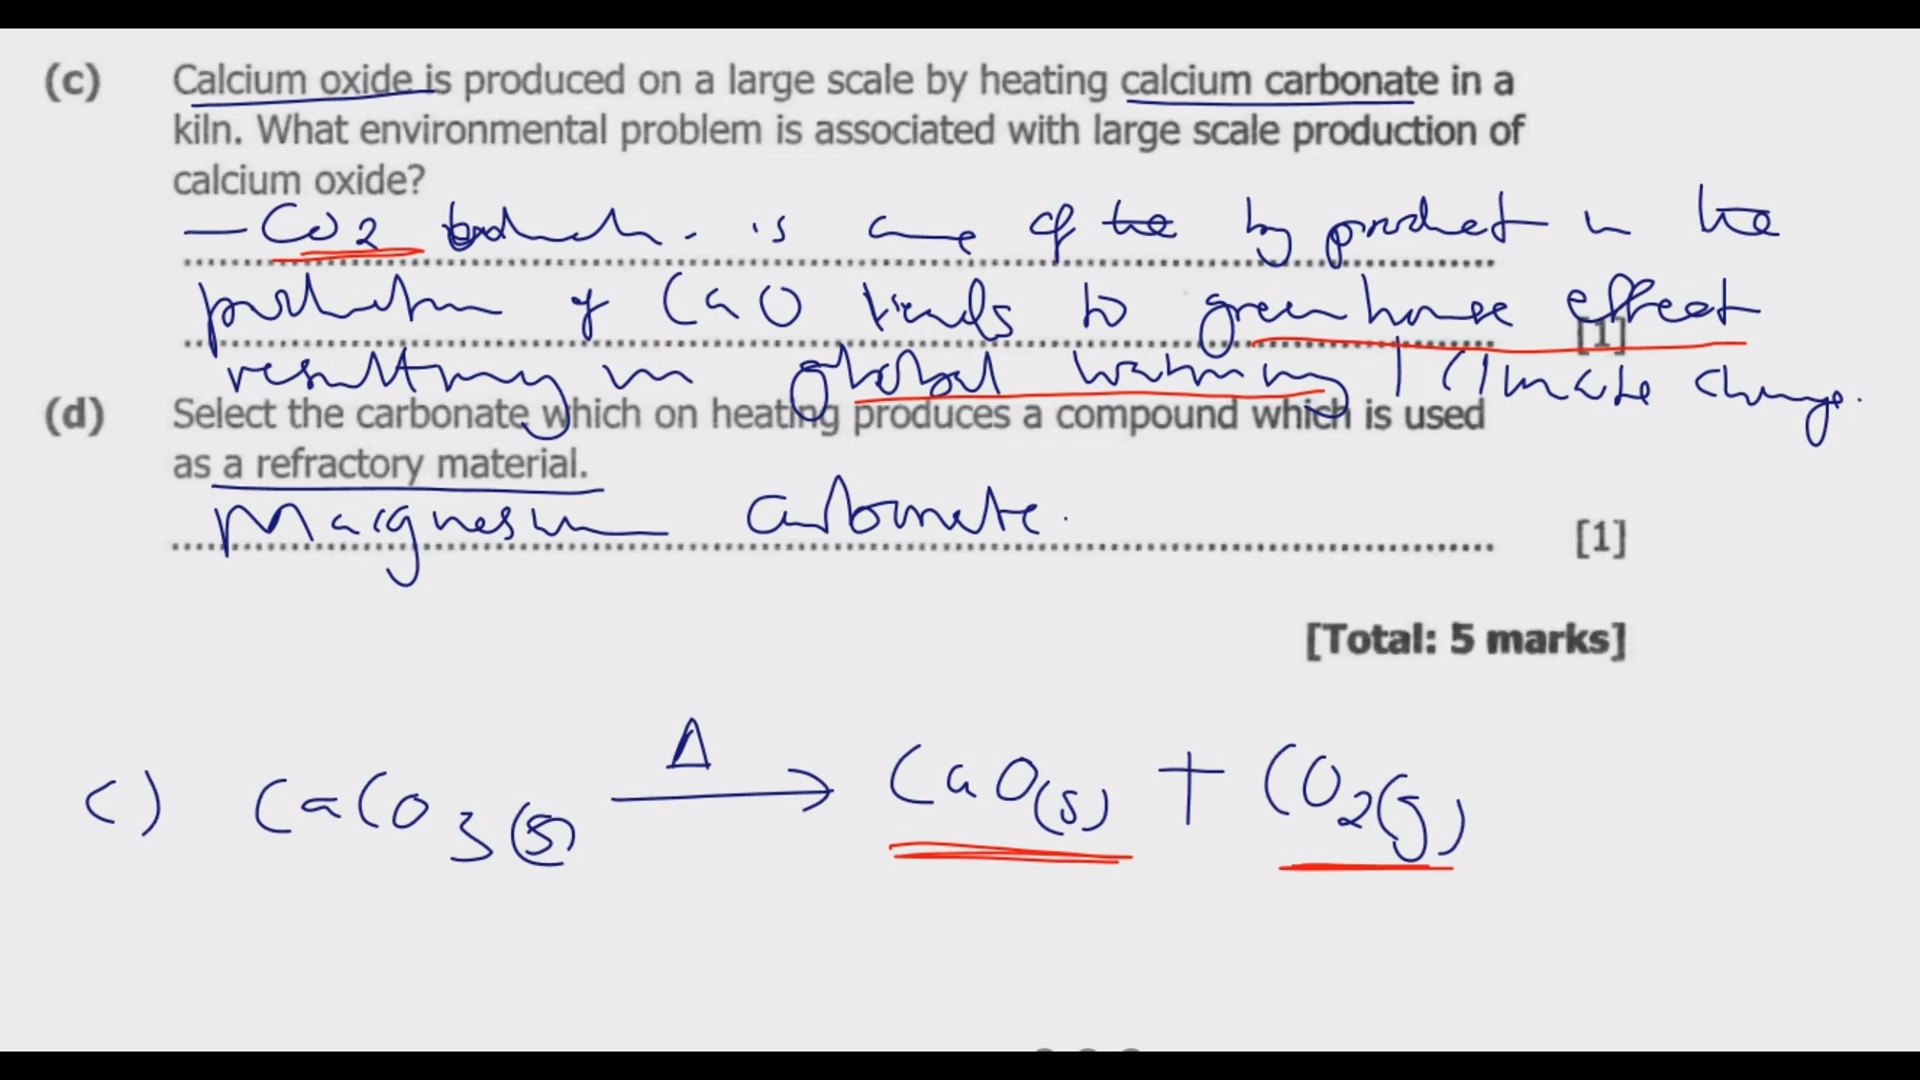 (c) Calcium oxide is produced on a large scale by heating calcium carbonate in a
kiln. What environmental problem is associated with large scale production of
calcium oxide?
- CO2 is one of the by product in the
production of CaO tends to greenhouse effect
[1]
resulting in global warming / Climate change.
(d) Select the carbonate which on heating produces a compound which is used
as a refractory material.
Magnesium carbonate.
[1]
[Total: 5 marks]
c) CaCO3(s) Δ→ CaO(s) + CO2(g)